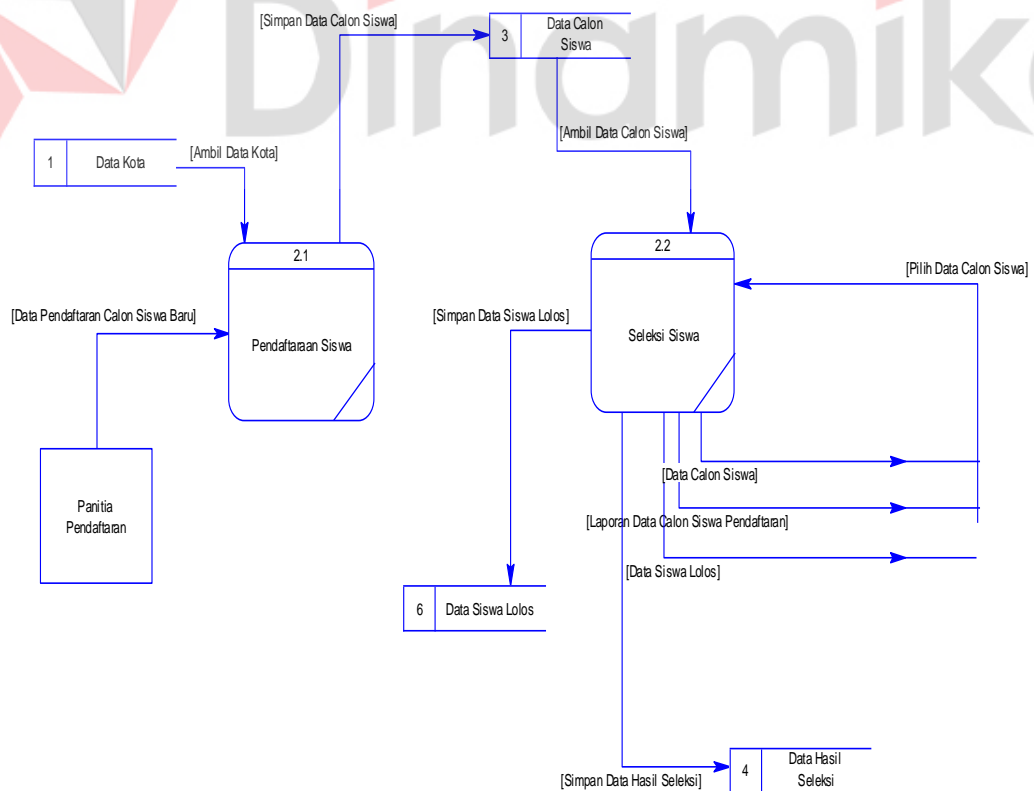 Dinamika
[Simpan Data Calon Siswa]
3
Data Calon
Siswa
[Ambil Data Calon Siswa]
1
Data Kota
[Ambil Data Kota]
2.1
Pendaftaraan Siswa
2.2
Seleksi Siswa
[Pilih Data Calon Siswa]
[Data Pendaftaran Calon Siswa Baru]
[Simpan Data Siswa Lolos]
Panitia
Pendaftaran
[Data Calon Siswa]
[Laporan Data Calon Siswa Pendaftaran]
[Data Siswa Lolos]
6
Data Siswa Lolos
[Simpan Data Hasil Seleksi]
4
Data Hasil
Seleksi